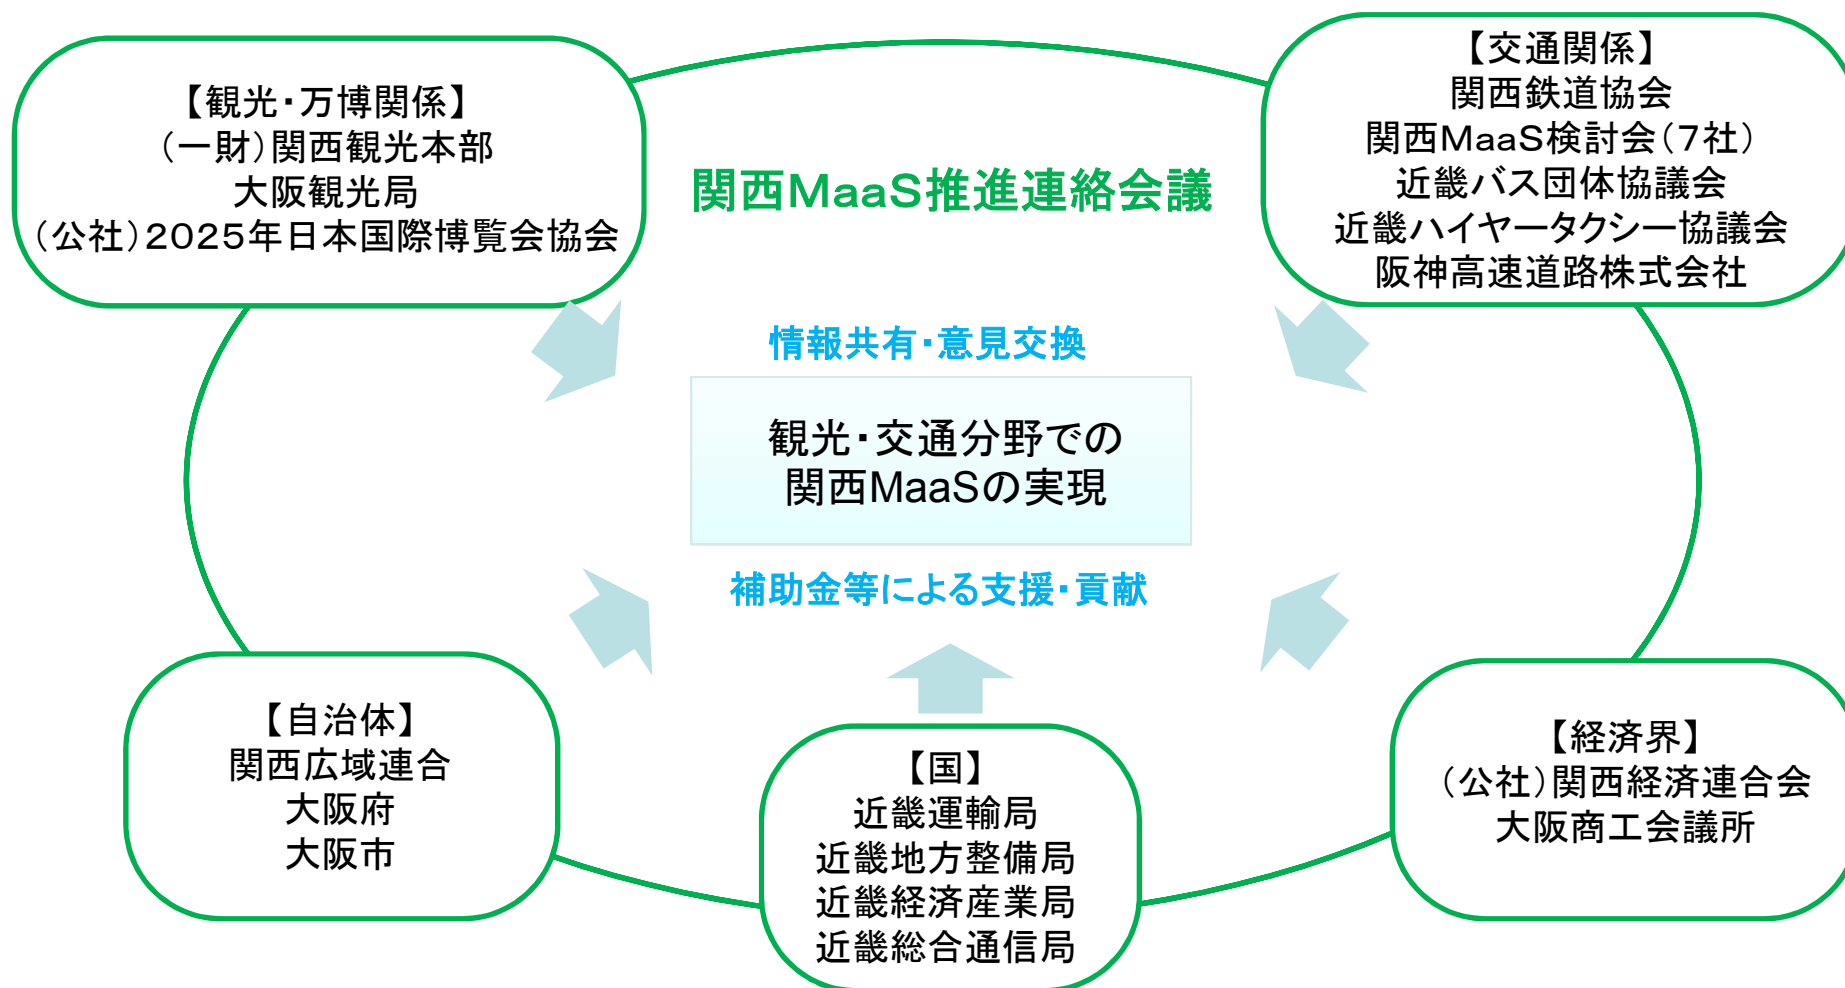 【観光・万博関係】
（一財）関西観光本部
大阪観光局
（公社）2025年日本国際博覧会協会
関西MaaS推進連絡会議
【交通関係】
関西鉄道協会
関西MaaS検討会（7社）
近畿バス団体協議会
近畿ハイヤータクシー協議会
阪神高速道路株式会社
情報共有・意見交換
観光・交通分野での
関西MaaSの実現
補助金等による支援・貢献
【自治体】
関西広域連合
大阪府
大阪市
【国】
近畿運輸局
近畿地方整備局
近畿経済産業局
近畿総合通信局
【経済界】
（公社）関西経済連合会
大阪商工会議所